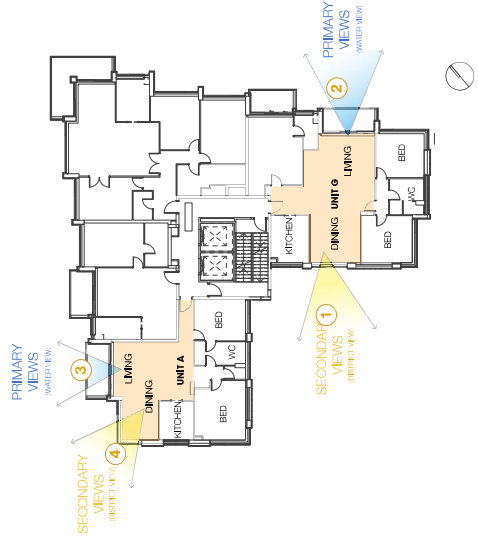 PRIMARY
VIEWS
(WATER VIEW)
2
BED
LIVING
WC
UNIT G
KITCHEN
DINING
BED
1
SECONDARY
VIEWS
(DISTRICT VIEW)
PRIMARY
VIEWS
(WATER VIEW)
3
LIVING
DINING
UNIT A
BED
WC
KITCHEN
BED
4
SECONDARY
VIEWS
(DISTRICT VIEW)